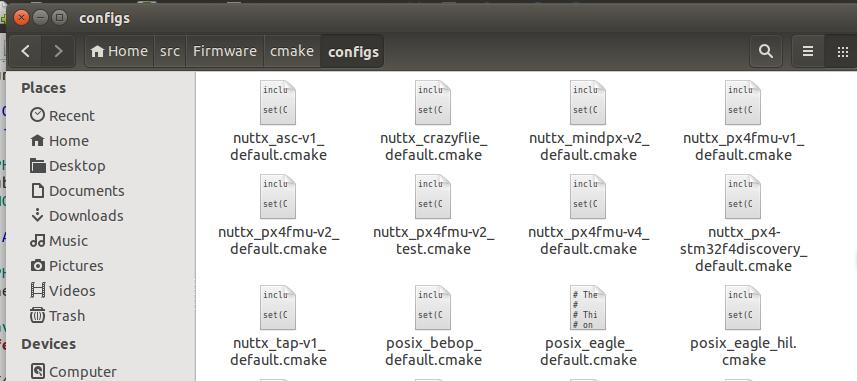 configs
Home
src
Firmware
cmake
configs
Places
Recent
Home
Desktop
Documents
Downloads
Music
Pictures
Videos
Trash
Devices
Computer
inclu
set(C
nuttx_asc-v1_
default.cmake
inclu
set(C
nuttx_crazyflie_
default.cmake
inclu
set(C
nuttx_mindpx-v2_
default.cmake
inclu
set(C
nuttx_px4fmu-v1_
default.cmake
inclu
set(C
nuttx_px4fmu-v2_
default.cmake
inclu
set(C
nuttx_px4fmu-v2_
test.cmake
inclu
set(C
nuttx_px4fmu-v4_
default.cmake
inclu
set(C
nuttx_px4-
stm32f4discovery_
default.cmake
inclu
set(C
nuttx_tap-v1_
default.cmake
inclu
set(C
posix_bebop_
default.cmake
# The
#
# Thi
# on
posix_eagle_
default.cmake
inclu
set(C
posix_eagle_hil.
cmake